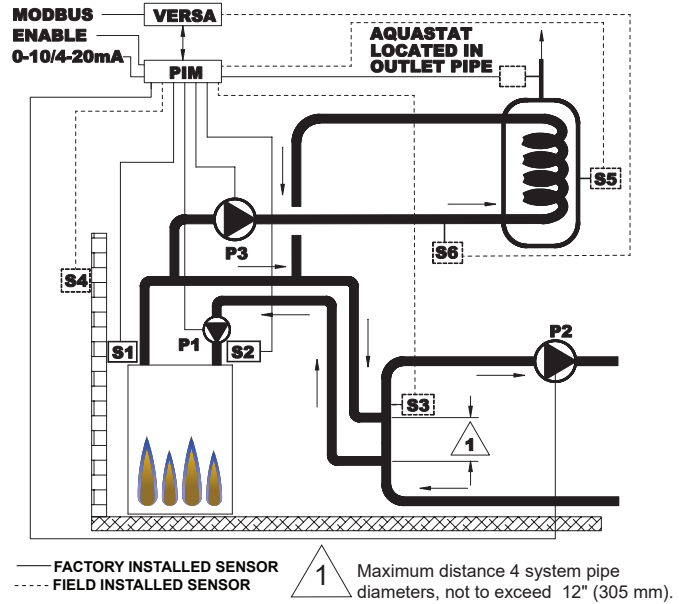 MODBUS
VERSA
ENABLE
0-10/4-20mA
PIM
AQUASTAT
LOCATED IN
OUTLET PIPE
S5
P3
S6
S4
P1
S1
S2
P2
S3
1
FACTORY INSTALLED SENSOR
FIELD INSTALLED SENSOR
1
Maximum distance 4 system pipe
diameters, not to exceed 12" (305 mm).